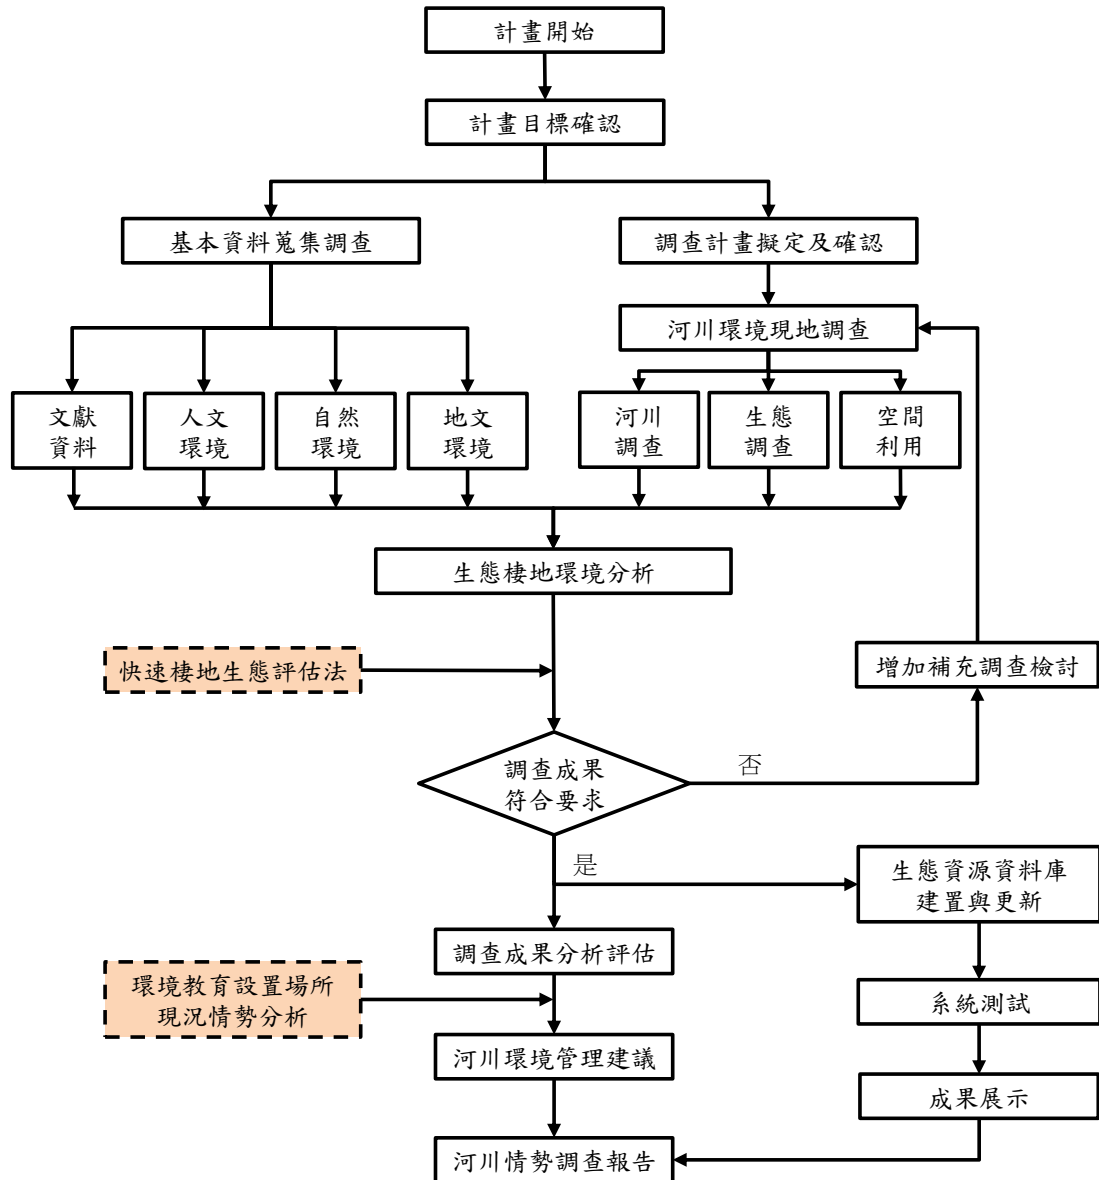 計畫開始
計畫目標確認
基本資料蒐集調查
調查計畫擬定及確認
河川環境現地調查
文獻
資料
人文
環境
自然
環境
地文
環境
河川
調查
生態
調查
空間
利用
生態棲地環境分析
快速棲地生態評估法
增加補充調查檢討
調查成果
符合要求
否
是
生態資源資料庫
建置與更新
調查成果分析評估
環境教育設置場所
現況情勢分析
系統測試
河川環境管理建議
成果展示
河川情勢調查報告